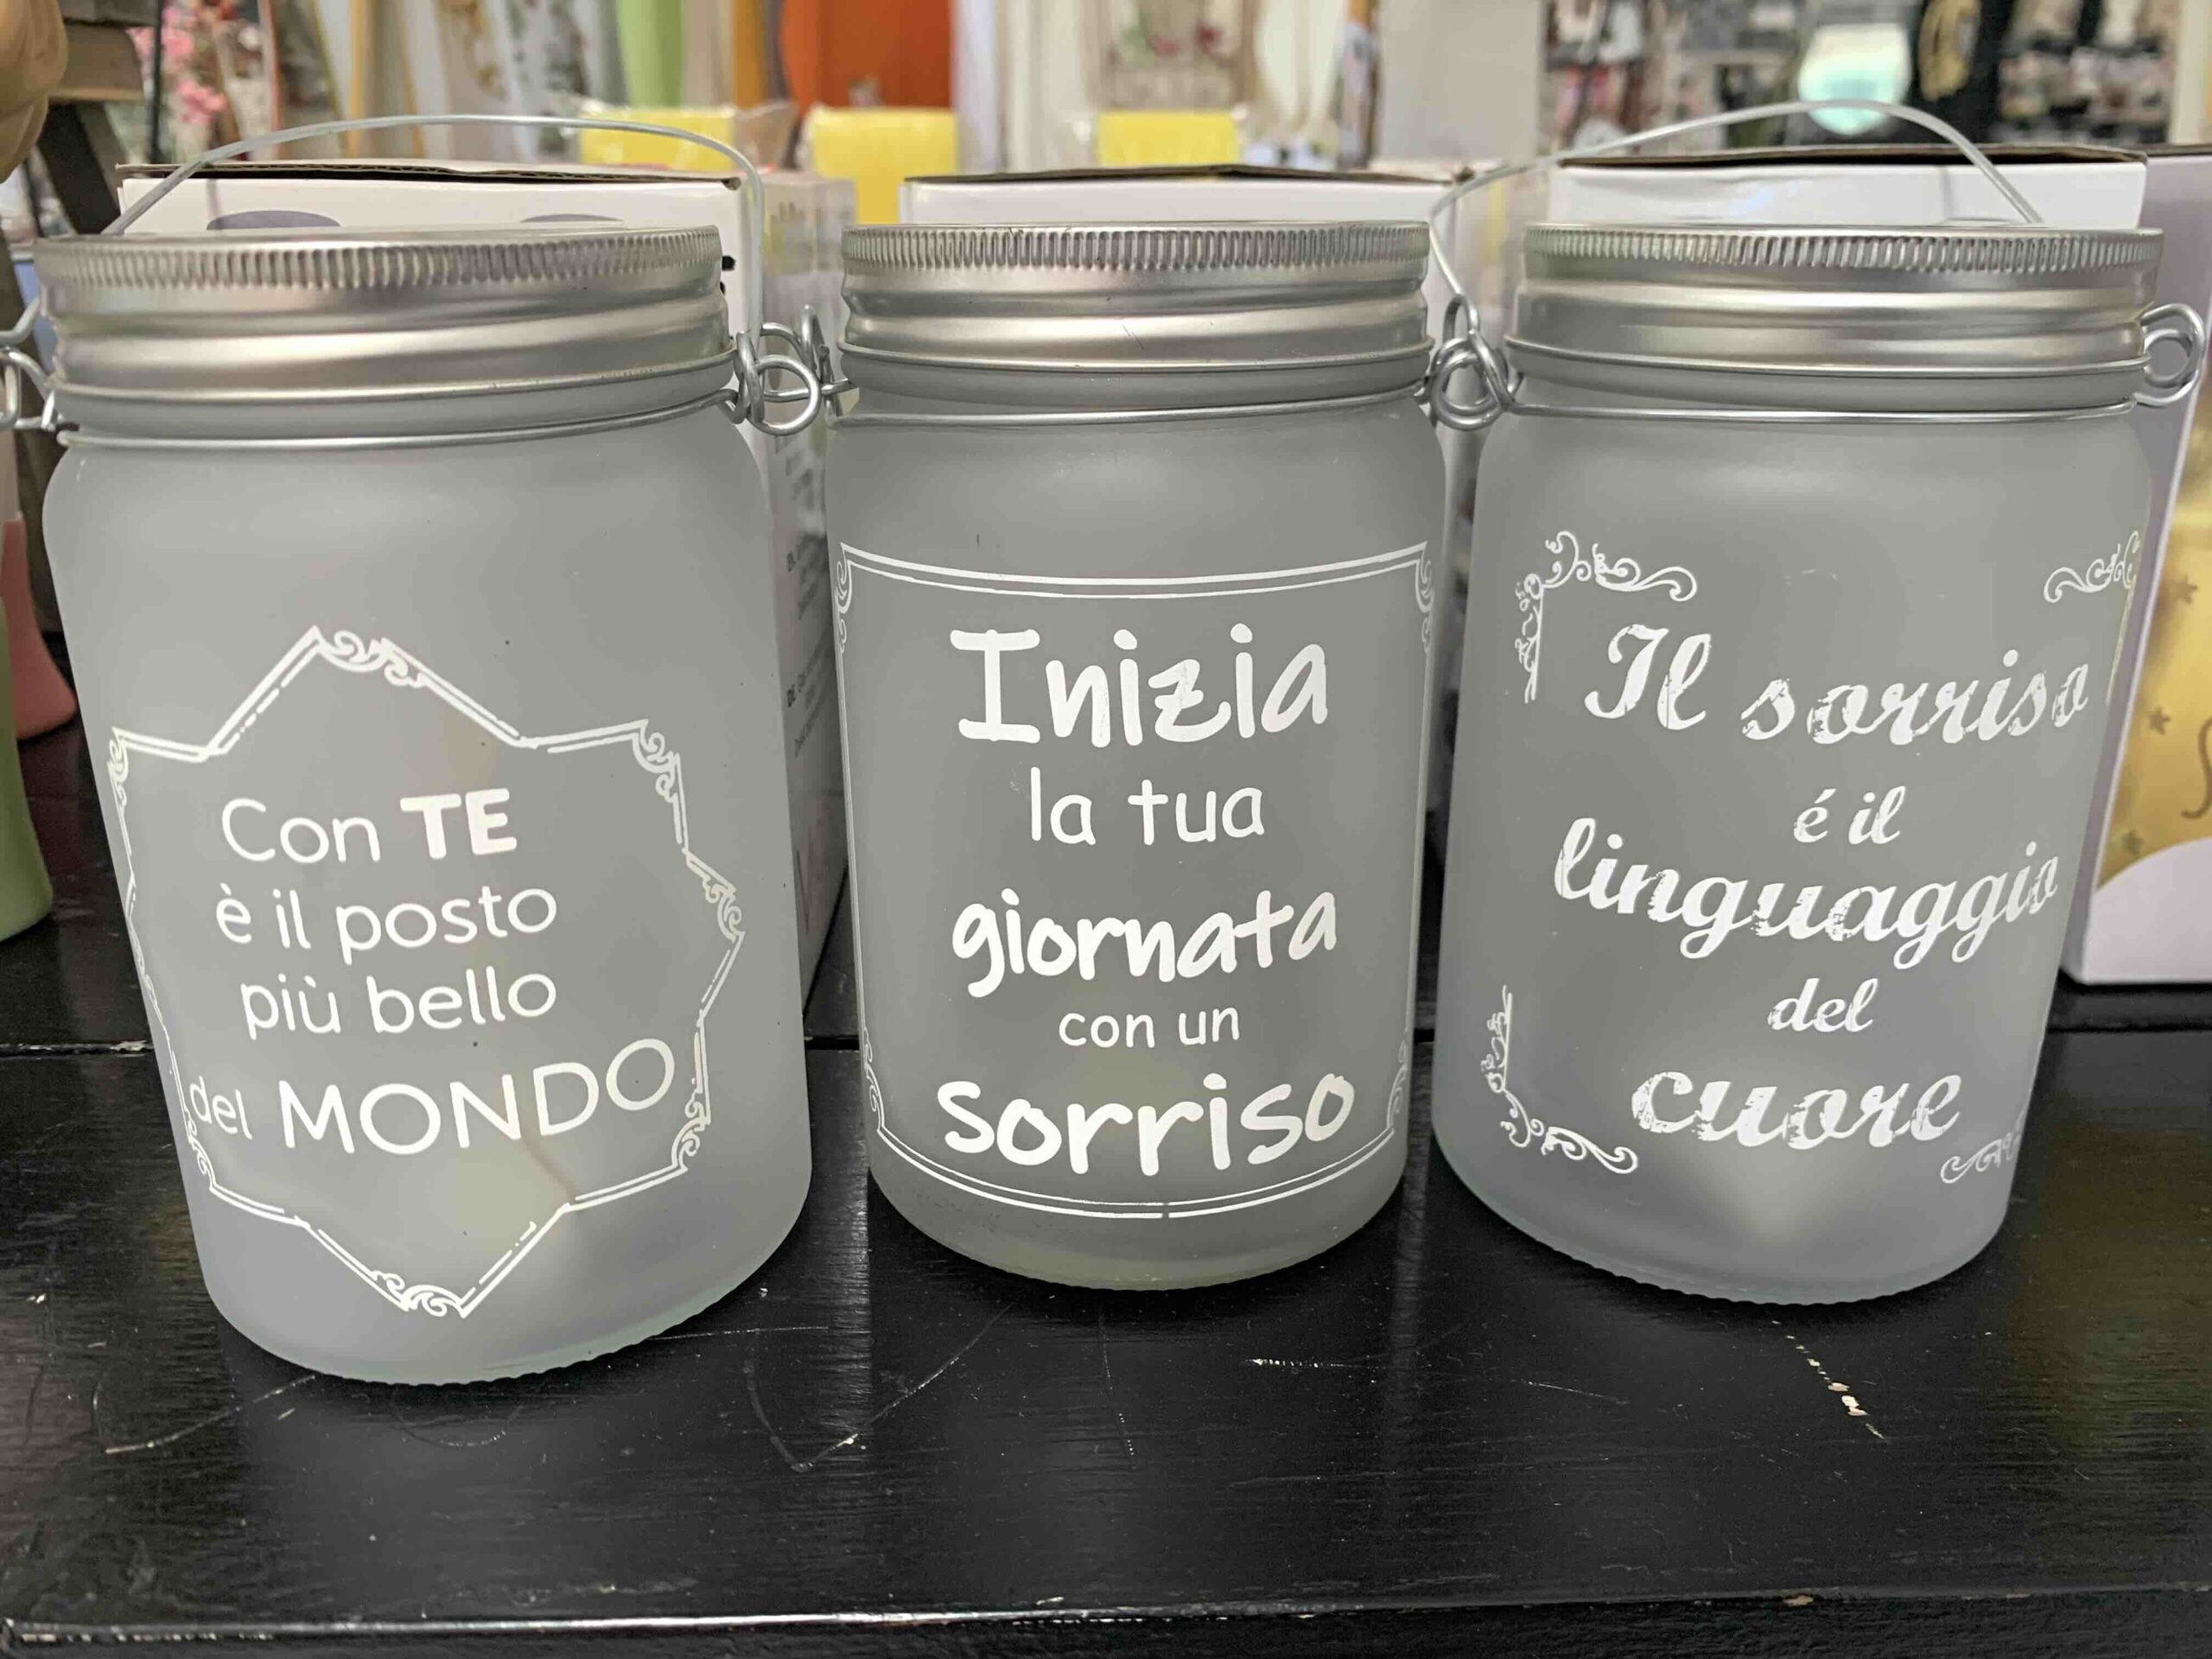 Con TE
è il posto
più bello
del MONDO
Inizia
la tua
giornata
con un
sorriso
Il sorriso
é il
linguaggio
del
cuore